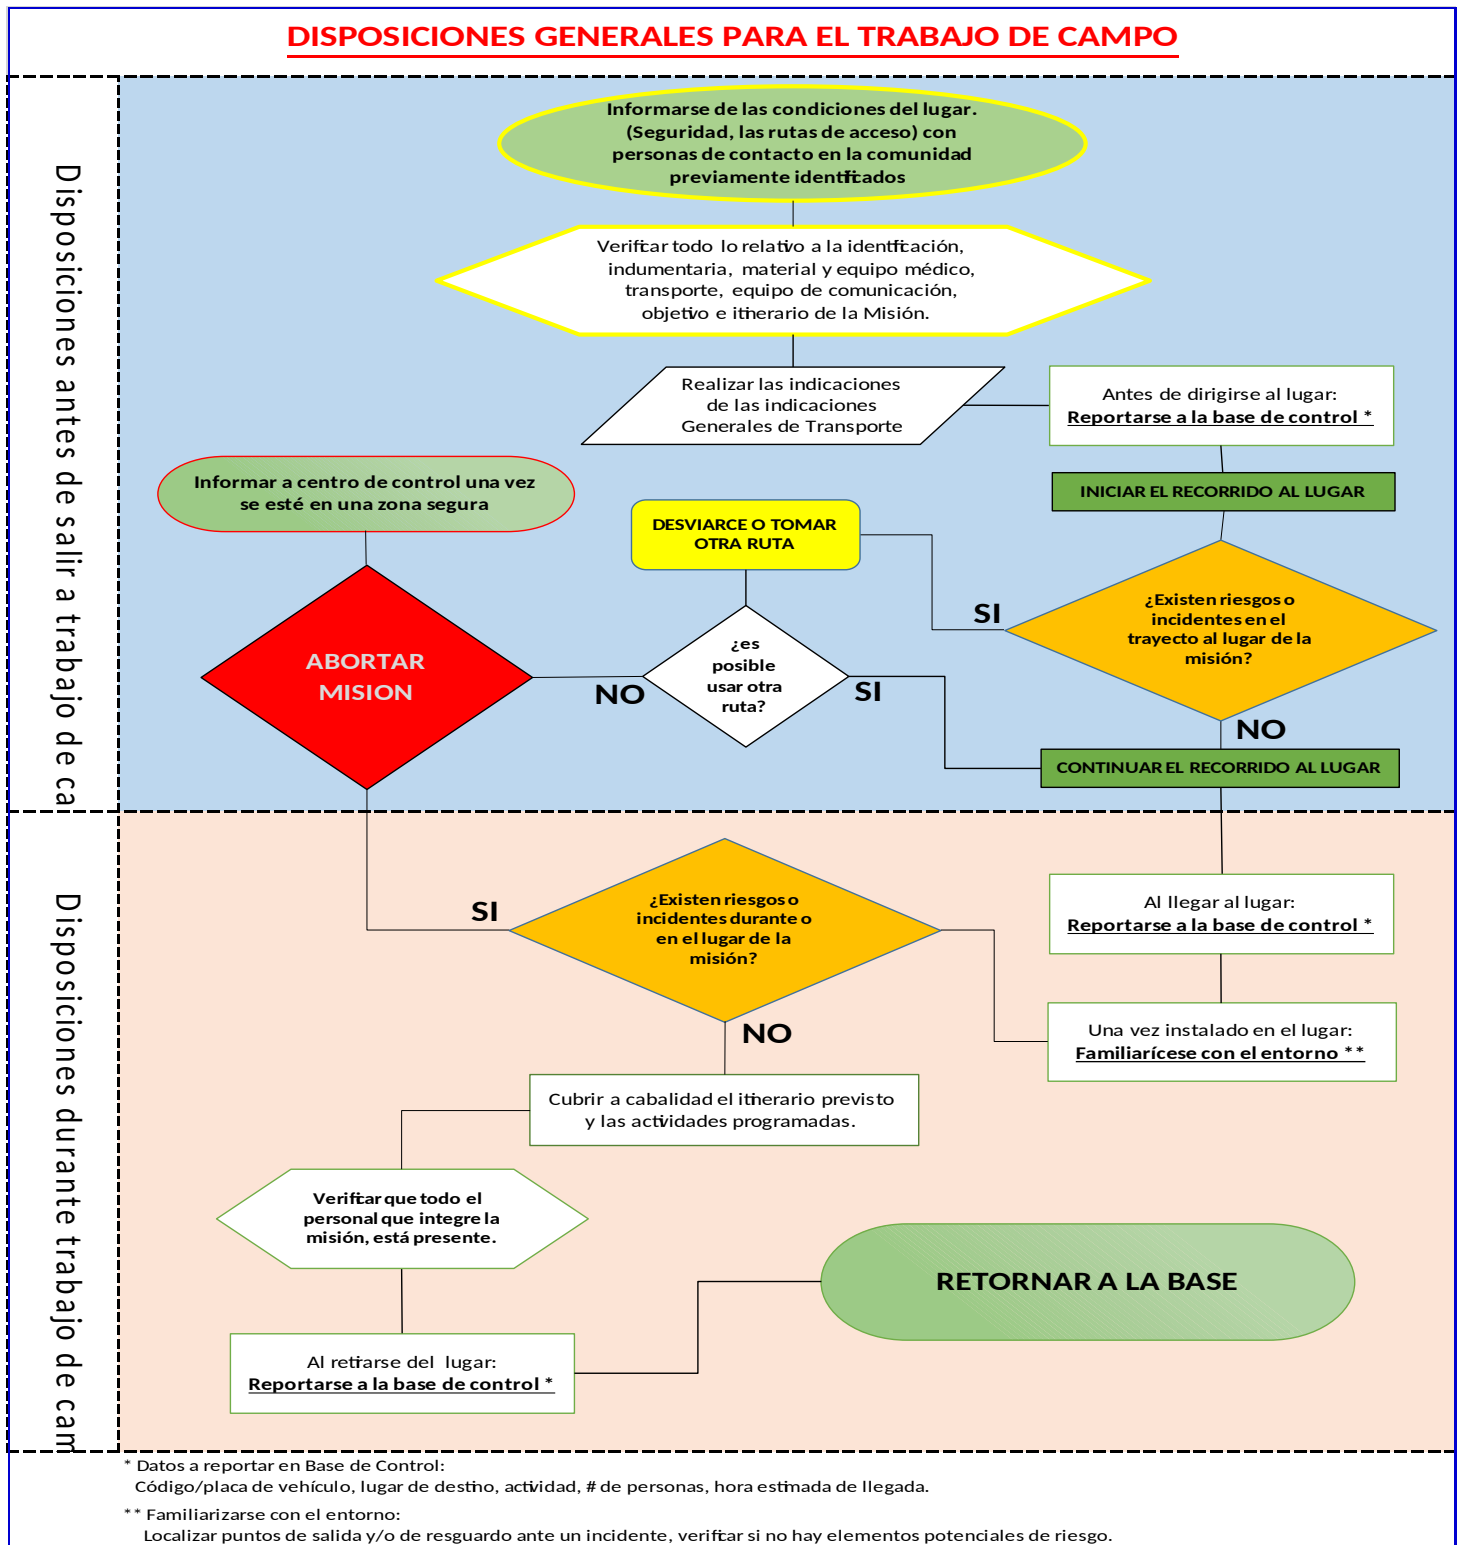 DISPOSICIONES GENERALES PARA EL TRABAJO DE CAMPO
Disposiciones antes de salir a trabajo de ca
Informarse de las condiciones del lugar.
(Seguridad, las rutas de acceso) con
personas de contacto en la comunidad
previamente identificados
Verificar todo lo relativo a la identificación,
indumentaria, material y equipo médico,
transporte, equipo de comunicación,
objetivo e itinerario de la Misión.
Realizar las indicaciones
de las indicaciones
Generales de Transporte
Antes de dirigirse al lugar:
Reportarse a la base de control *
INICIAR EL RECORRIDO AL LUGAR
Informar a centro de control una vez
se esté en una zona segura
DESVIARCE O TOMAR
OTRA RUTA
¿Existen riesgos o
incidentes en el
trayecto al lugar de la
misión?
SI
NO
ABORTAR
MISION
NO
¿es
posible
usar otra
ruta?
SI
CONTINUAR EL RECORRIDO AL LUGAR
Disposiciones durante trabajo de cam
¿Existen riesgos o
incidentes durante o
en el lugar de la
misión?
SI
NO
Al llegar al lugar:
Reportarse a la base de control *
Una vez instalado en el lugar:
Familiarícese con el entorno **
Cubrir a cabalidad el itinerario previsto
y las actividades programadas.
Verificar que todo el
personal que integre la
misión, está presente.
RETORNAR A LA BASE
Al retirarse del lugar:
Reportarse a la base de control *
* Datos a reportar en Base de Control:
Código/placa de vehículo, lugar de destino, actividad, # de personas, hora estimada de llegada.
** Familiarizarse con el entorno:
Localizar puntos de salida y/o de resguardo ante un incidente, verificar si no hay elementos potenciales de riesgo.